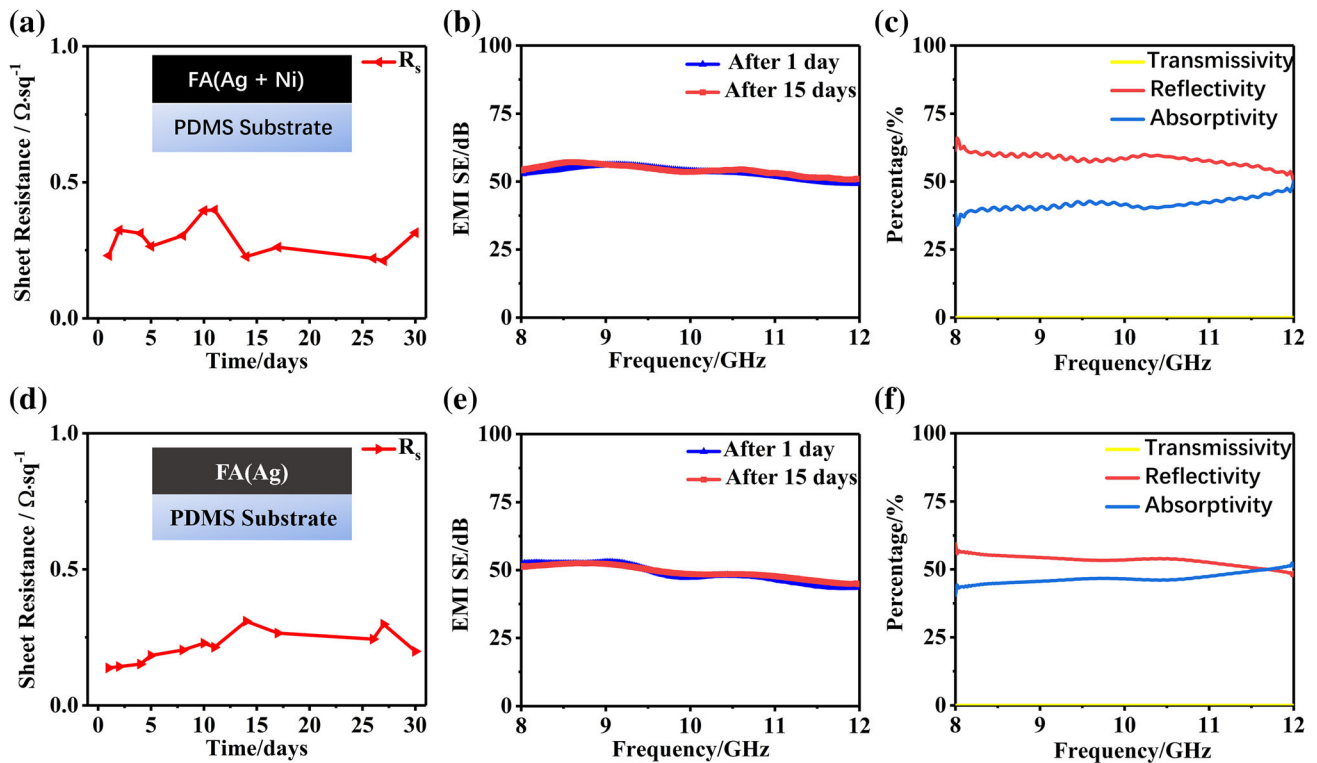 (a)
1.0
0.5
0.0
Sheet Resistance / Ω·sq⁻¹
FA(Ag + Ni)
PDMS Substrate
Rₛ
0 5 10 15 20 25 30
Time/days
(b)
100
75
50
25
0
EMI SE/dB
After 1 day
After 15 days
8 9 10 11 12
Frequency/GHz
(c)
100
75
50
25
0
Percentage/%
Transmissivity
Reflectivity
Absorptivity
8 9 10 11 12
Frequency/GHz
(d)
1.0
0.5
0.0
Sheet Resistance / Ω·sq⁻¹
FA(Ag)
PDMS Substrate
Rₛ
0 5 10 15 20 25 30
Time/days
(e)
100
75
50
25
0
EMI SE/dB
After 1 day
After 15 days
8 9 10 11 12
Frequency/GHz
(f)
100
75
50
25
0
Percentage/%
Transmissivity
Reflectivity
Absorptivity
8 9 10 11 12
Frequency/GHz